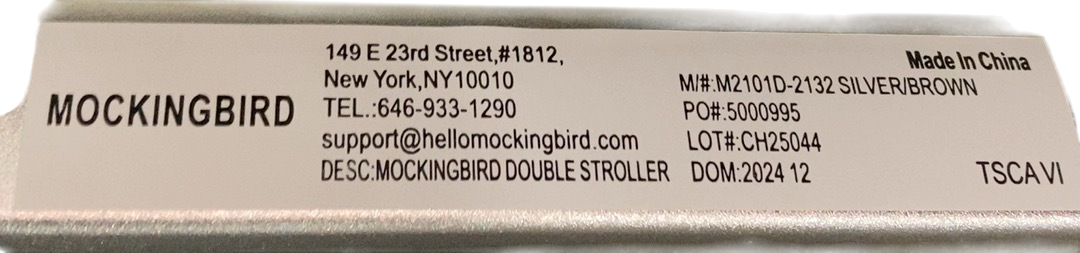 MOCKINGBIRD
149 E 23rd Street,#1812,
New York,NY10010
TEL.:646-933-1290
support@hellomockingbird.com
DESC:MOCKINGBIRD DOUBLE STROLLER
Made In China
M/#:M2101D-2132 SILVER/BROWN
PO#:5000995
LOT#:CH25044
DOM:2024 12
TSCA VI